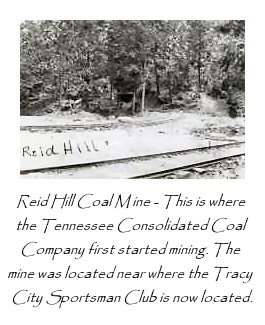 Reid Hill
Reid Hill Coal Mine - This is where
the Tennessee Consolidated Coal
Company first started mining. The
mine was located near where the Tracy
City Sportsman Club is now located.